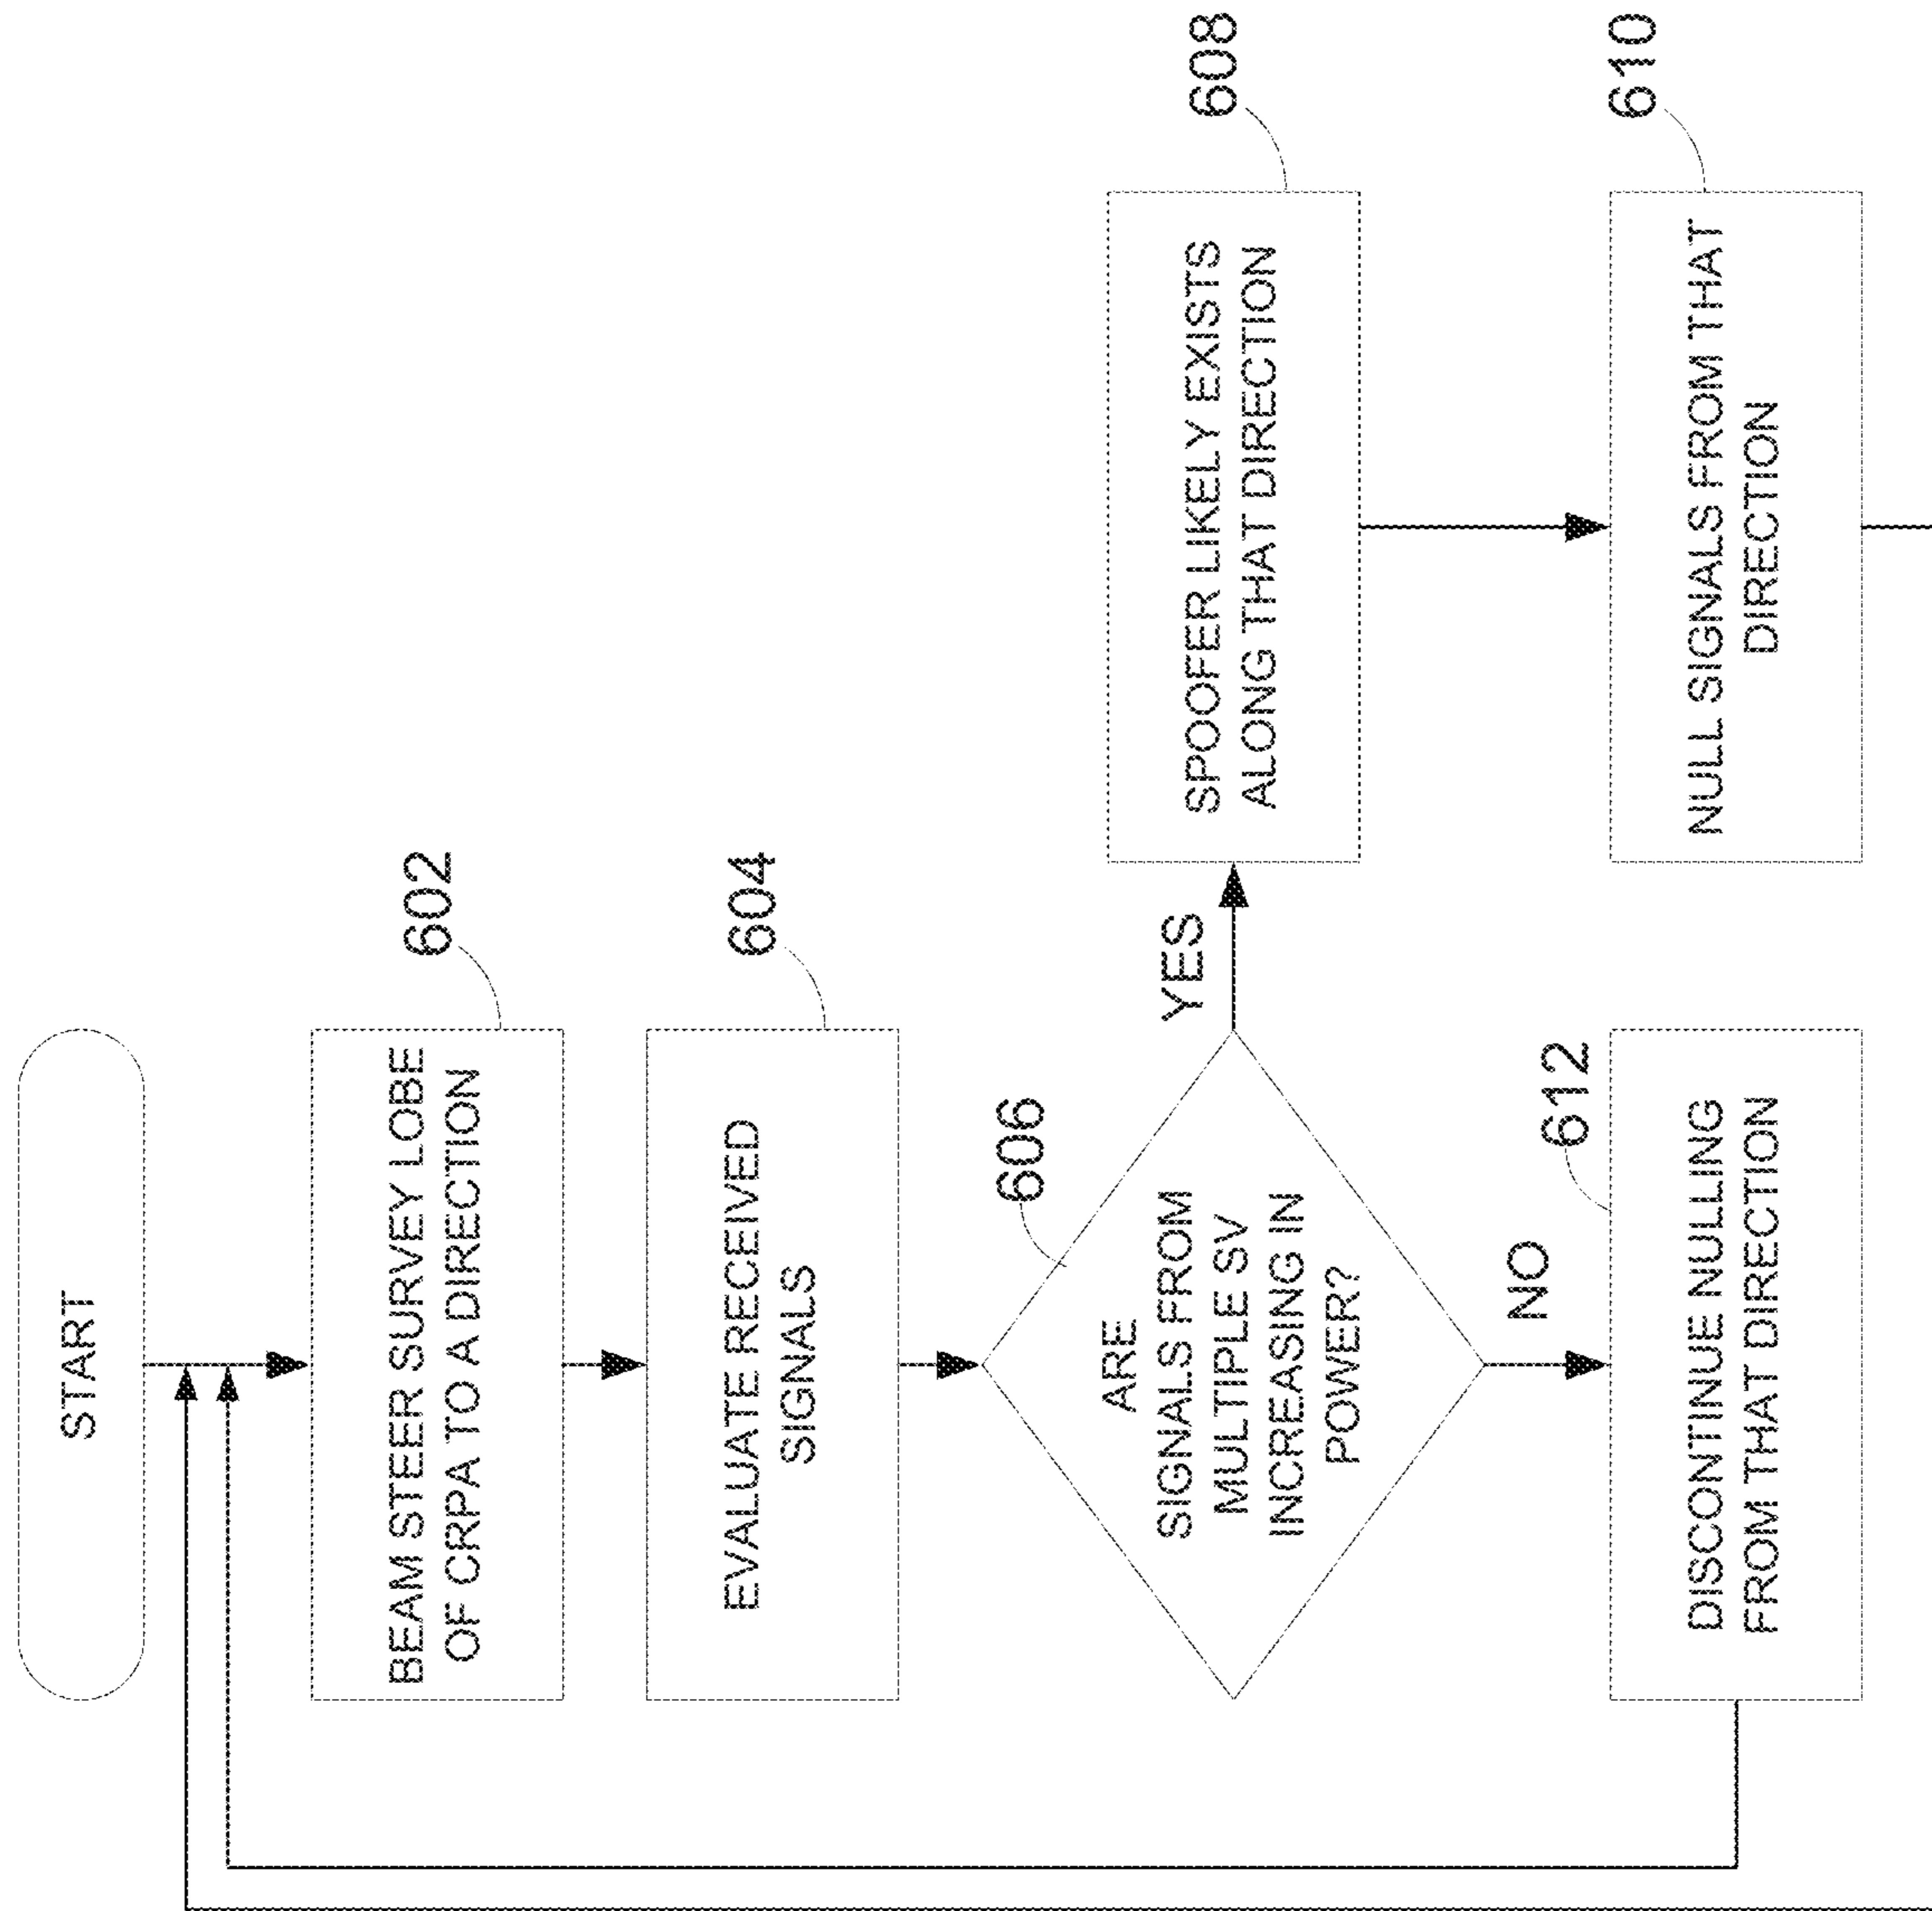 START
BEAM STEER SURVEY LOBE
OF CRPA TO A DIRECTION
602
EVALUATE RECEIVED
SIGNALS
604
ARE
SIGNALS FROM
MULTIPLE SV
INCREASING IN
POWER?
606
YES
SPOOFER LIKELY EXISTS
ALONG THAT DIRECTION
608
NULL SIGNALS FROM THAT
DIRECTION
610
NO
DISCONTINUE NULLING
FROM THAT DIRECTION
612